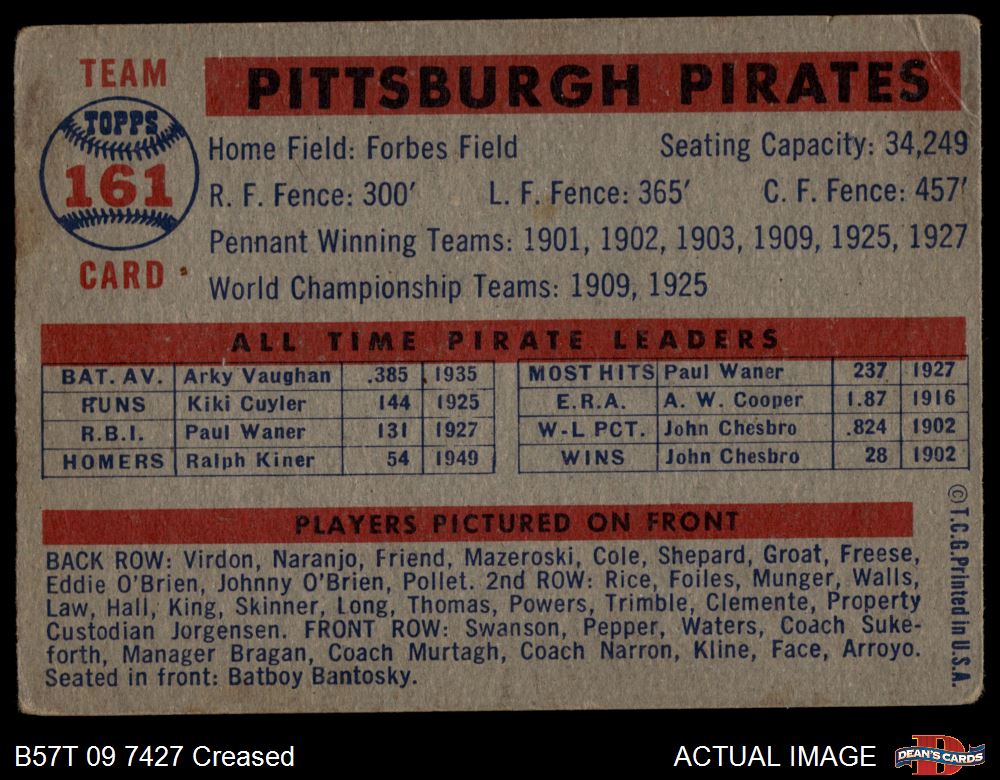 TEAM
TOPPS
161
CARD
PITTSBURGH PIRATES
Home Field: Forbes Field Seating Capacity: 34,249
R. F. Fence: 300′ L. F. Fence: 365′ C. F. Fence: 457′
Pennant Winning Teams: 1901, 1902, 1903, 1909, 1925, 1927
World Championship Teams: 1909, 1925
ALL TIME PIRATE LEADERS
BAT. AV. Arky Vaughan .385 1935
RUNS Kiki Cuyler 144 1925
R.B.I. Paul Waner 131 1927
HOMERS Ralph Kiner 54 1949
MOST HITS Paul Waner 237 1927
E.R.A. A. W. Cooper 1.87 1916
W-L PCT. John Chesbro .824 1902
WINS John Chesbro 28 1902
PLAYERS PICTURED ON FRONT
BACK ROW: Virdon, Naranjo, Friend, Mazeroski, Cole, Shepard, Groat, Freese,
Eddie O'Brien, Johnny O'Brien, Pollet. 2nd ROW: Rice, Foiles, Munger, Walls,
Law, Hall, King, Skinner, Long, Thomas, Powers, Trimble, Clemente, Property
Custodian Jorgensen. FRONT ROW: Swanson, Pepper, Waters, Coach Suke-
forth, Manager Bragan, Coach Murtagh, Coach Narron, Kline, Face, Arroyo.
Seated in front: Batboy Bantosky.
© T.C.G. Printed in U.S.A.
B57T 09 7427 Creased
ACTUAL IMAGE
D
DEAN'S CARDS